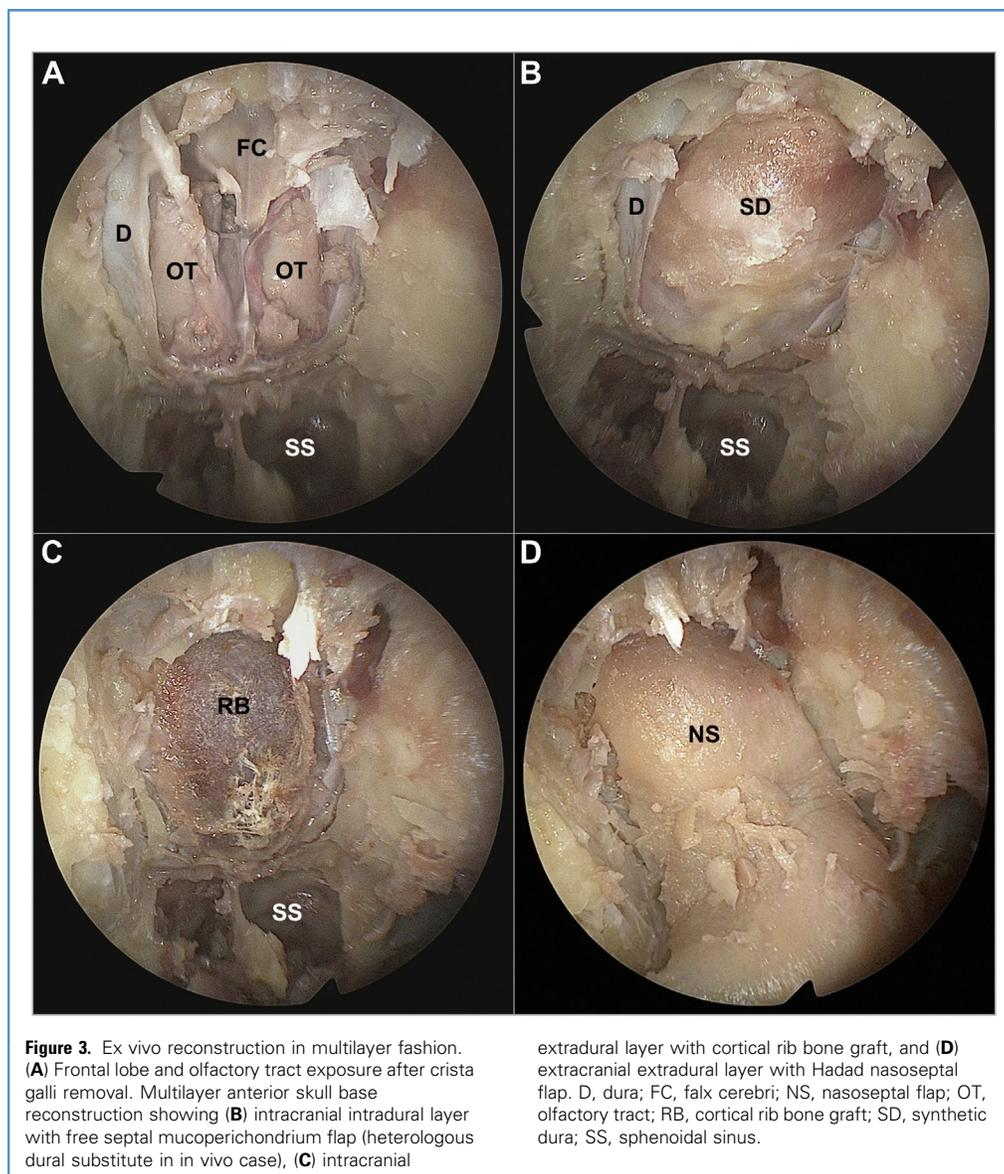 A
FC
D
OT
OT
SS
B
D
SD
SS
C
RB
SS
D
NS
Figure 3. Ex vivo reconstruction in multilayer fashion.
(A) Frontal lobe and olfactory tract exposure after crista
galli removal. Multilayer anterior skull base
reconstruction showing (B) intracranial intradural layer
with free septal mucoperichondrium flap (heterologous
dural substitute in in vivo case), (C) intracranial
extradural layer with cortical rib bone graft, and (D)
extracranial extradural layer with Hadad nasoseptal
flap. D, dura; FC, falx cerebri; NS, nasoseptal flap; OT,
olfactory tract; RB, cortical rib bone graft; SD, synthetic
dura; SS, sphenoidal sinus.